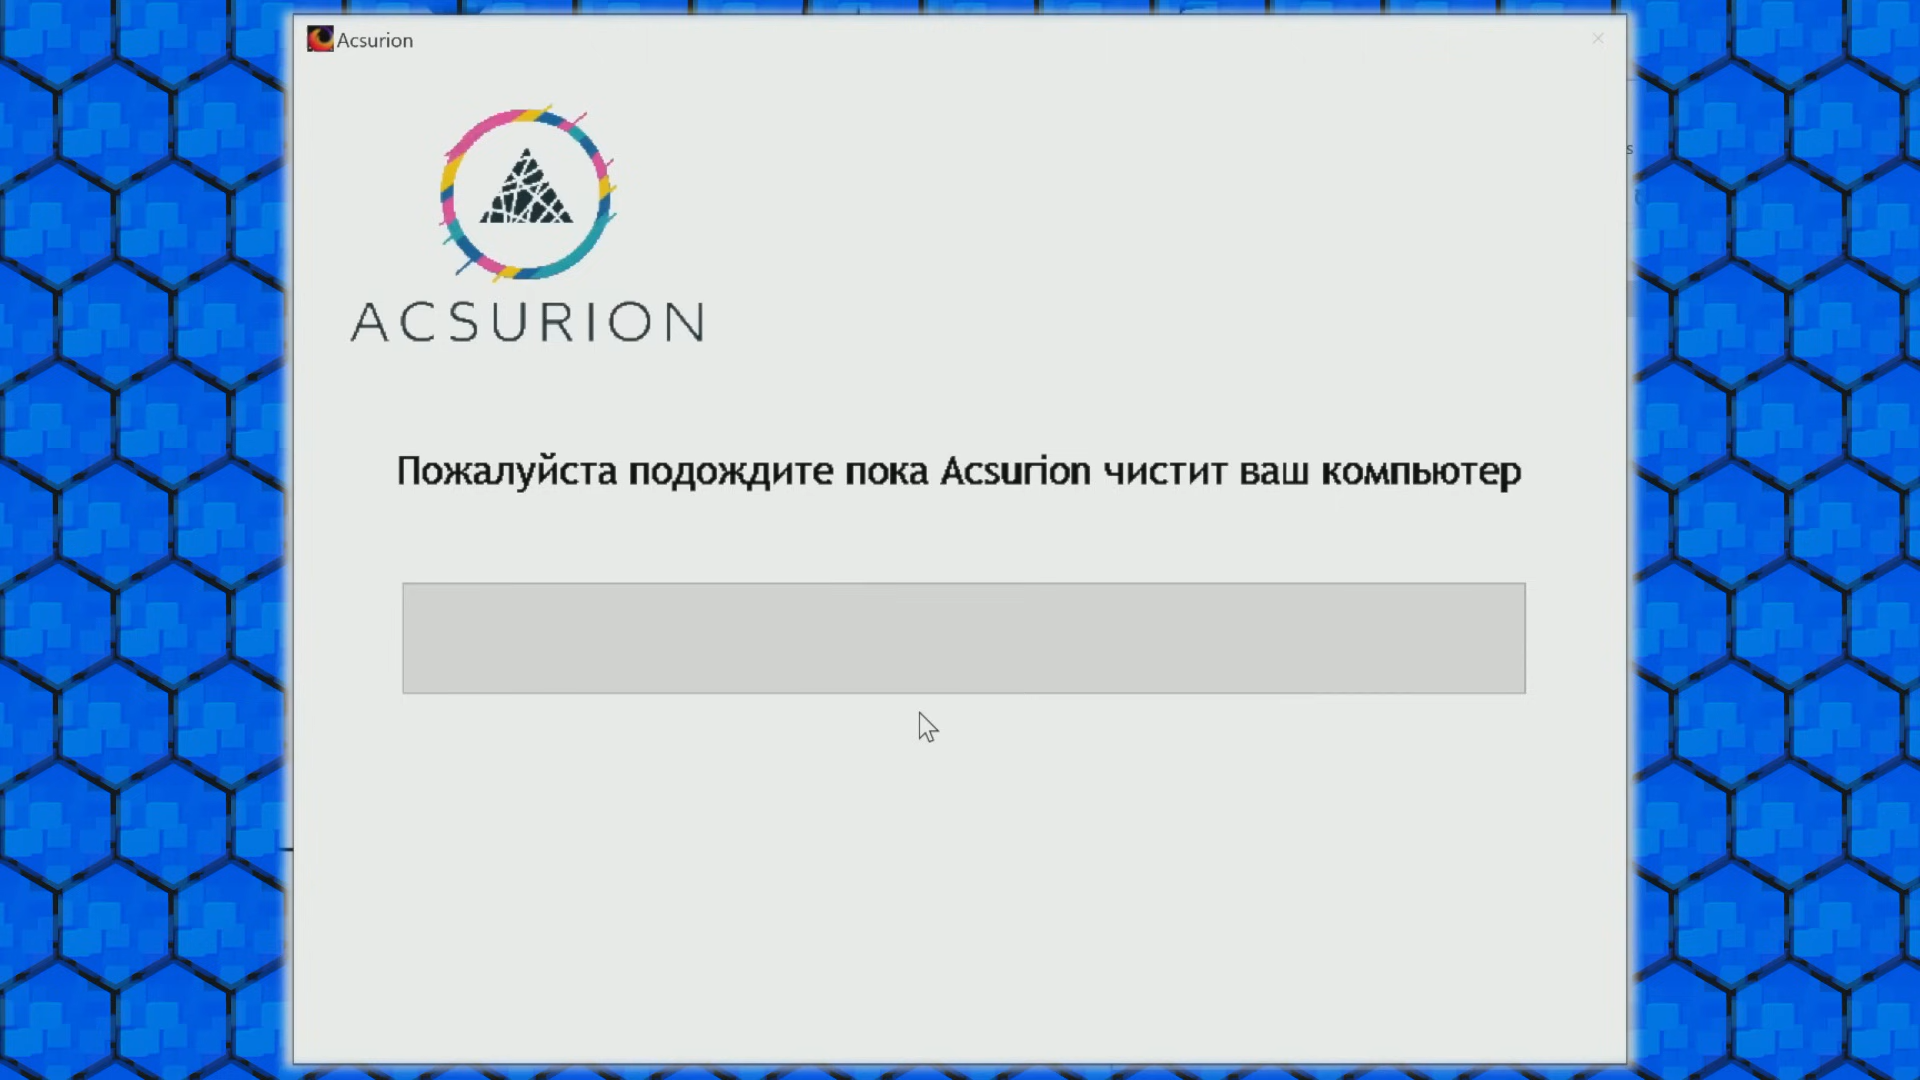 Acsurion
ACSURION
Пожалуйста подождите пока Acsurion чистит ваш компьютер